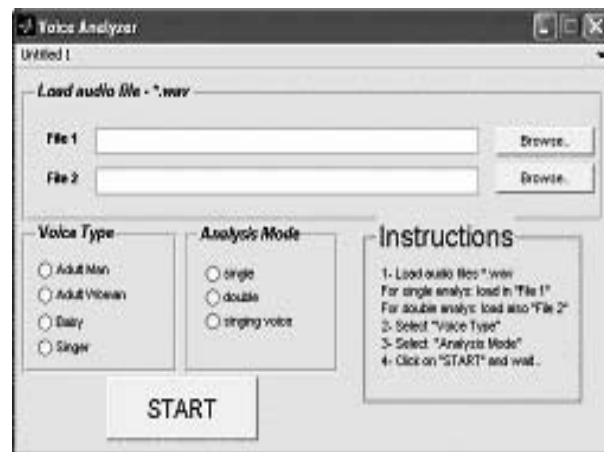 Voice Analyzer
Untitled 1
Load audio file - *.wav
File 1
Browse..
File 2
Browse..
Voice Type
Adult Man
Adult Woman
Baby
Singer
Analysis Mode
single
double
singing voice
Instructions
1- Load audio files *.wav
For single analys: load in "File 1"
For double analys: load also "File 2"
2- Select "Voice Type"
3- Select "Analysis Mode"
4- Click on "START" and wait..
START